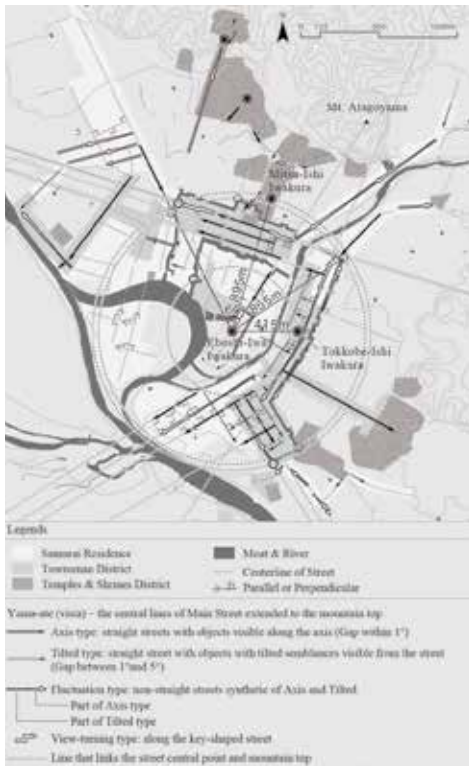 Mt. Atagoyama
Mitsu-Ishi
Iwakura
895m
415m
Eboshi-Iwa
Iwakura
Tokkobe-Ishi
Iwakura
Legends
Samurai Residence
Townsman District
Temples & Shrines District
Moat & River
Centerline of Street
Parallel or Perpendicular
Yama-ate (vista) – the central lines of Main Street extended to the mountain top
Axis type: straight streets with objects visible along the axis (Gap within 1°)
Tilted type: straight street with objects with tilted semblances visible from the street
(Gap between 1°and 5°)
Fluctuation type: non-straight streets synthetic of Axis and Tilted
Part of Axis type
Part of Tilted type
View-turning type: along the key-shaped street
Line that links the street central point and mountain top